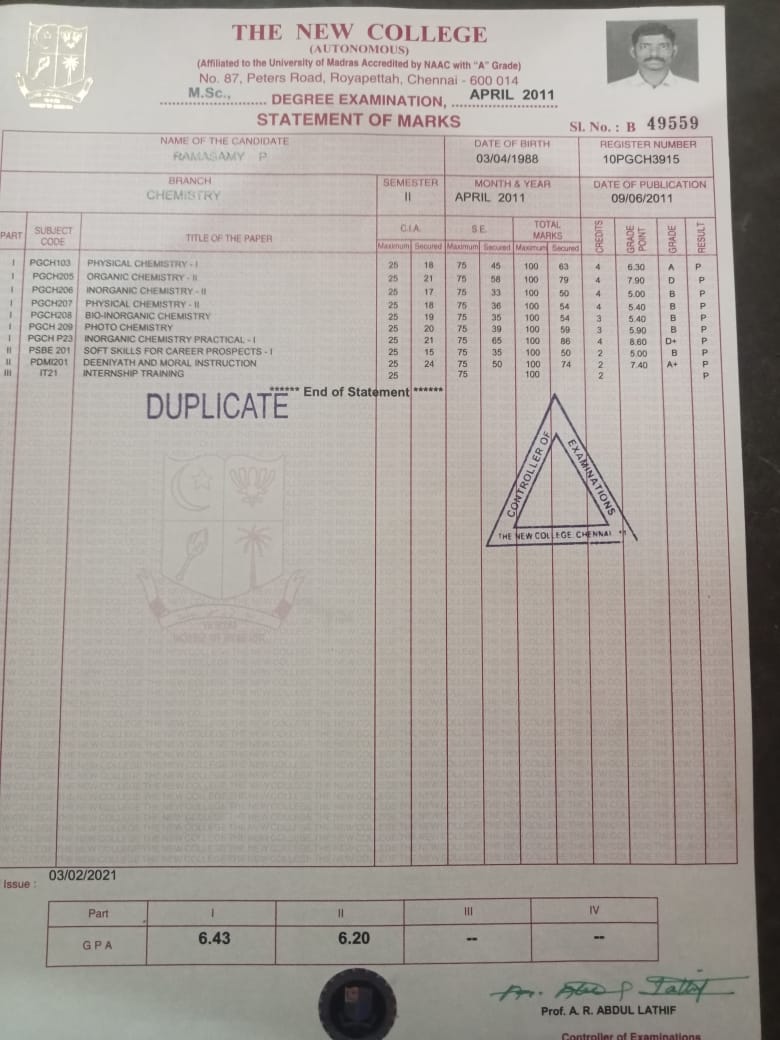 THE NEW COLLEGE
(AUTONOMOUS)
(Affiliated to the University of Madras Accredited by NAAC with "A" Grade)
No. 87, Peters Road, Royapettah, Chennai - 600 014
M.Sc., DEGREE EXAMINATION, APRIL 2011
STATEMENT OF MARKS
Sl. No. : B 49559
NAME OF THE CANDIDATE DATE OF BIRTH REGISTER NUMBER
RAMASAMY P 03/04/1988 10PGCH3915
BRANCH SEMESTER MONTH & YEAR DATE OF PUBLICATION
CHEMISTRY II APRIL 2011 09/06/2011
PART SUBJECT CODE TITLE OF THE PAPER C.I.A. S.E. TOTAL MARKS CREDITS GRADE POINT GRADE RESULT
Maximum Secured Maximum Secured Maximum Secured
I PGCH103 PHYSICAL CHEMISTRY - I 25 18 75 45 100 63 4 6.30 A P
I PGCH205 ORGANIC CHEMISTRY - II 25 21 75 58 100 79 4 7.90 D P
I PGCH206 INORGANIC CHEMISTRY - II 25 17 75 33 100 50 4 5.00 B P
I PGCH207 PHYSICAL CHEMISTRY - II 25 18 75 36 100 54 4 5.40 B P
I PGCH208 BIO-INORGANIC CHEMISTRY 25 19 75 35 100 54 3 5.40 B P
I PGCH 209 PHOTO CHEMISTRY 25 20 75 39 100 59 3 5.90 B P
I PGCH P23 INORGANIC CHEMISTRY PRACTICAL - I 25 21 75 65 100 86 4 8.60 D+ P
II PSBE 201 SOFT SKILLS FOR CAREER PROSPECTS - I 25 15 75 35 100 50 2 5.00 B P
II PDMI201 DEENIYATH AND MORAL INSTRUCTION 25 24 75 50 100 74 2 7.40 A+ P
III IT21 INTERNSHIP TRAINING 25 75 100 2 P
****** End of Statement ******
DUPLICATE
CONTROLLER OF EXAMINATIONS
THE NEW COLLEGE CHENNAI
Issue : 03/02/2021
Part I II III IV
G P A 6.43 6.20 -- --
Prof. A. R. ABDUL LATHIF
Controller of Examinations